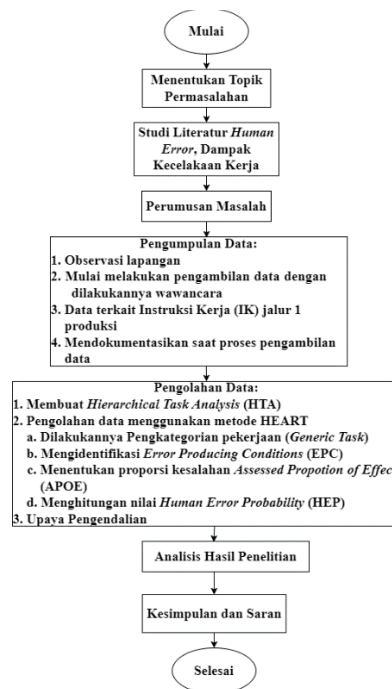 Mulai
Menentukan Topik
Permasalahan
Studi Literatur Human
Error, Dampak
Kecelakaan Kerja
Perumusan Masalah
Pengumpulan Data:
1. Observasi lapangan
2. Mulai melakukan pengambilan data dengan
dilakukannya wawancara
3. Data terkait Instruksi Kerja (IK) jalur 1
produksi
4. Mendokumentasikan saat proses pengambilan
data
Pengolahan Data:
1. Membuat Hierarchical Task Analysis (HTA)
2. Pengolahan data menggunakan metode HEART
a. Dilakukannya Pengkategorian pekerjaan (Generic Task)
b. Mengidentifikasi Error Producing Conditions (EPC)
c. Menentukan proporsi kesalahan Assessed Propotion of Effec
(APOE)
d. Menghitungan nilai Human Error Probability (HEP)
3. Upaya Pengendalian
Analisis Hasil Penelitian
Kesimpulan dan Saran
Selesai